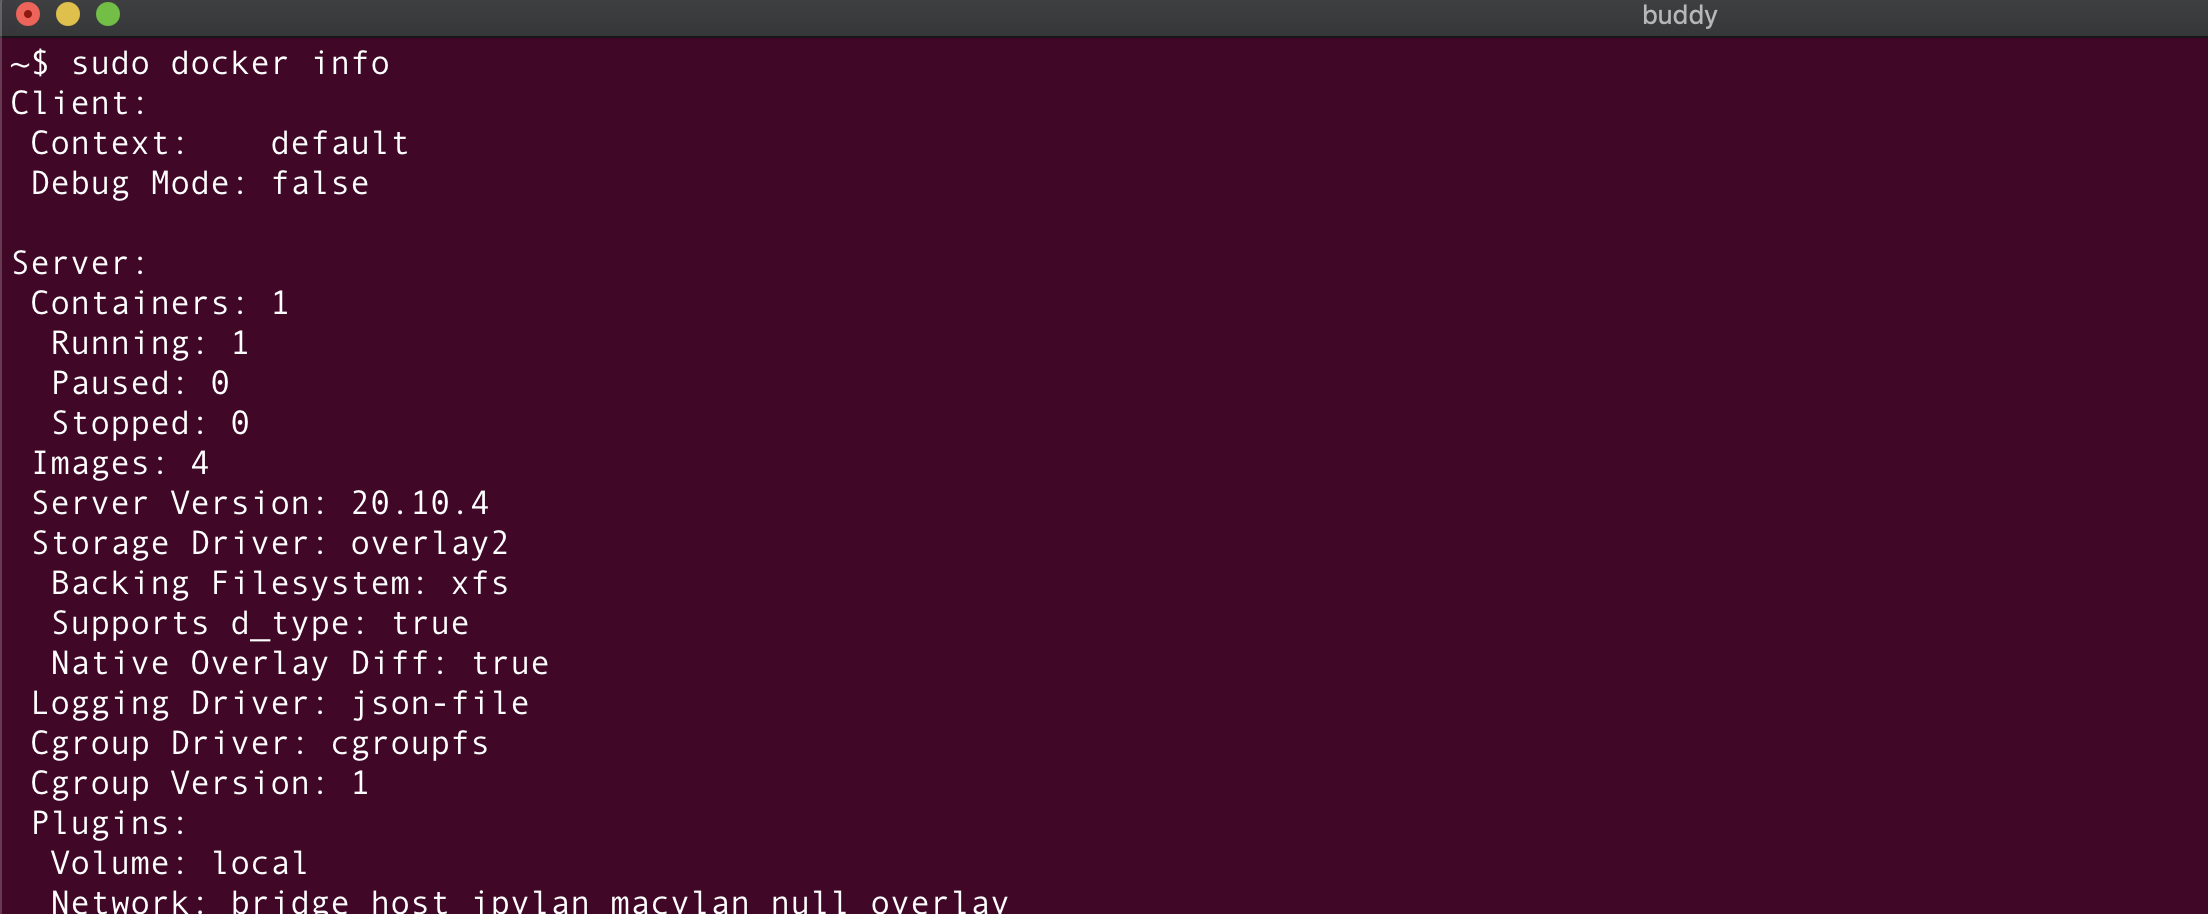 buddy
~$ sudo docker info
Client:
 Context:    default
 Debug Mode: false

Server:
 Containers: 1
  Running: 1
  Paused: 0
  Stopped: 0
 Images: 4
 Server Version: 20.10.4
 Storage Driver: overlay2
  Backing Filesystem: xfs
  Supports d_type: true
  Native Overlay Diff: true
 Logging Driver: json-file
 Cgroup Driver: cgroupfs
 Cgroup Version: 1
 Plugins:
  Volume: local
  Network: bridge host ipvlan macvlan null overlay